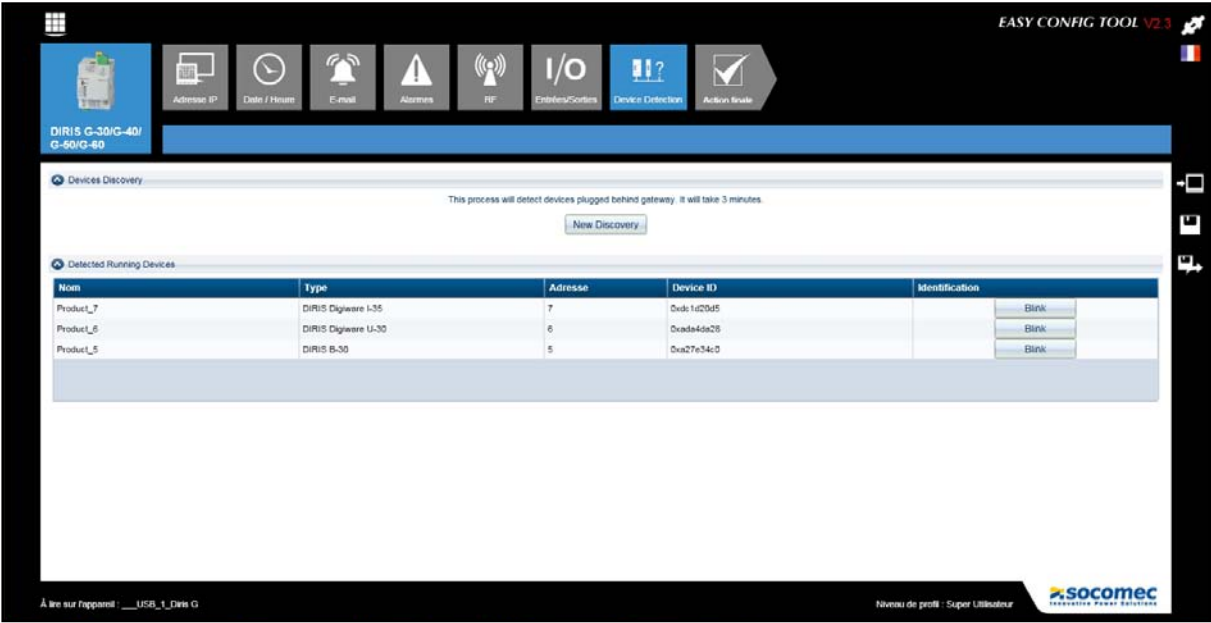 EASY CONFIG TOOL V2.3
Adresse IP
Date / Heure
E-mail
Alarmes
RF
I/O
Entrées/Sorties
?
Device Detection
Action finale
DIRIS G-30/G-40/
G-50/G-60
Devices Discovery
This process will detect devices plugged behind gateway. It will take 3 minutes.
New Discovery
Detected Running Devices
Nom Type Adresse Device ID Identification
Product_7 DIRIS Digiware I-35 7 0xdc1d20d5 Blink
Product_6 DIRIS Digiware U-30 6 0xada4da28 Blink
Product_5 DIRIS B-30 5 0xa27e34c0 Blink
À lire sur l'appareil : ___USB_1_Diris G
Niveau de profil : Super Utilisateur
socomec
Innovative Power Solutions